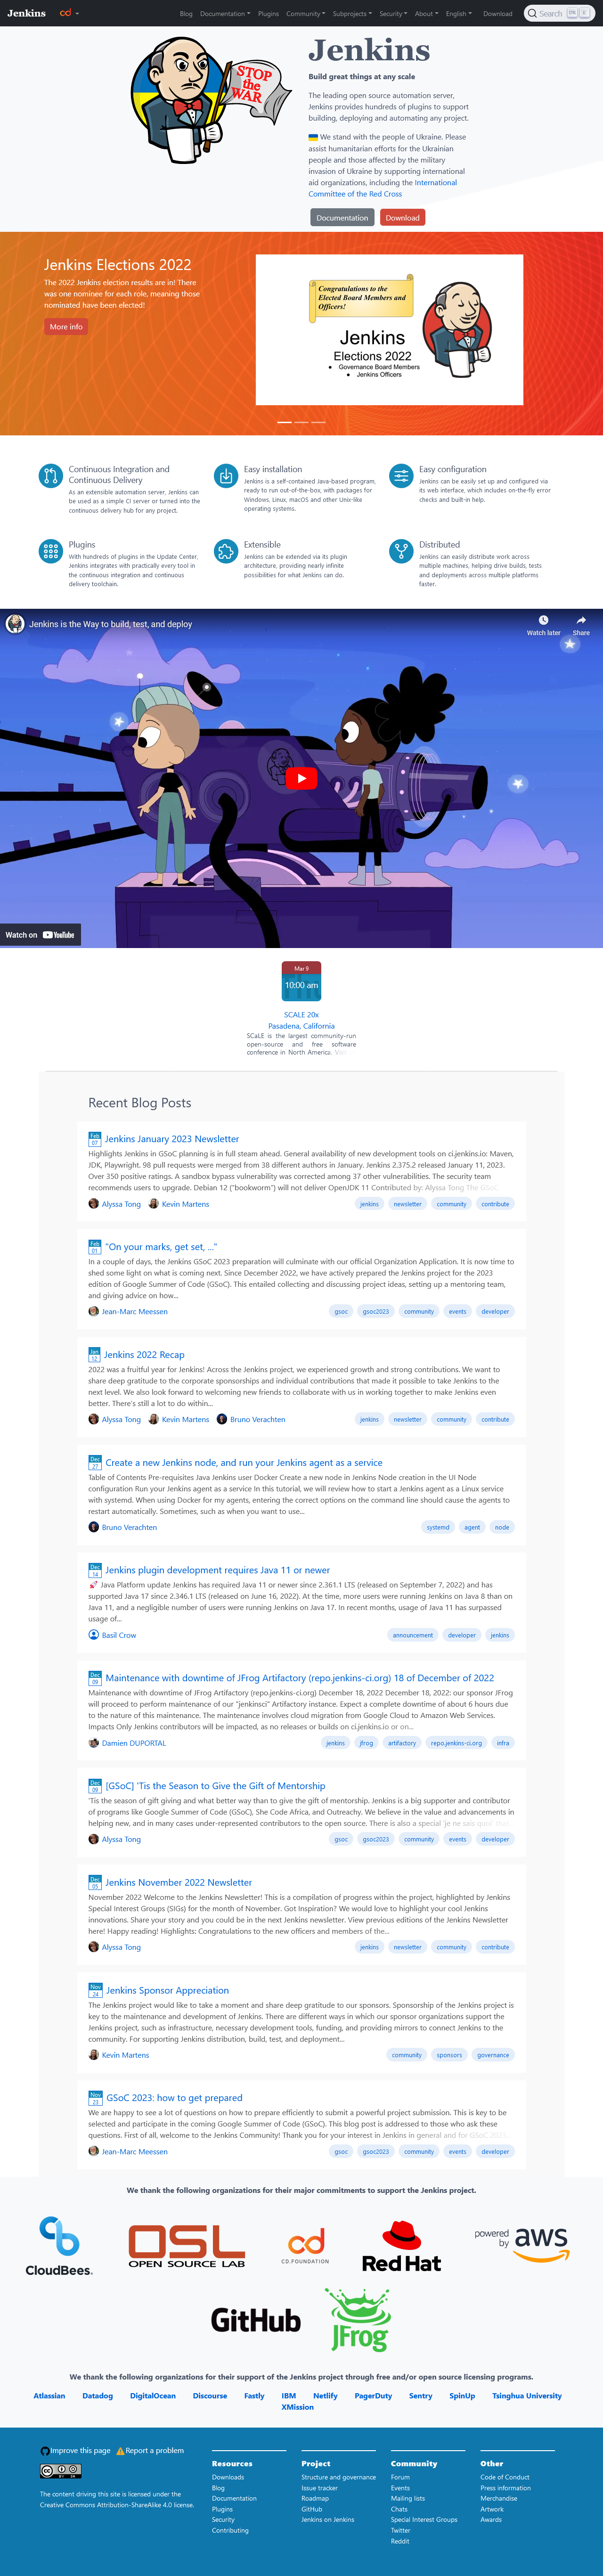 Jenkins
cd
Blog Documentation Plugins Community Subprojects Security About English Download
Search
STOP THE WAR
Jenkins
Build great things at any scale
The leading open source automation server,
Jenkins provides hundreds of plugins to support
building, deploying and automating any project.
We stand with the people of Ukraine. Please
assist humanitarian efforts for the Ukrainian
people and those affected by the military
invasion of Ukraine by supporting international
aid organizations, including the International
Committee of the Red Cross
Documentation Download
Jenkins Elections 2022
The 2022 Jenkins election results are in! There
was one nominee for each role, meaning those
nominated have been elected!
More info
Congratulations to the
Elected Board Members and
Officers!
Jenkins
Elections 2022
● Governance Board Members
● Jenkins Officers
Continuous Integration and
Continuous Delivery
As an extensible automation server, Jenkins can
be used as a simple CI server or turned into the
continuous delivery hub for any project.
Easy installation
Jenkins is a self-contained Java-based program,
ready to run out-of-the-box, with packages for
Windows, Linux, macOS and other Unix-like
operating systems.
Easy configuration
Jenkins can be easily set up and configured via
its web interface, which includes on-the-fly error
checks and built-in help.
Plugins
With hundreds of plugins in the Update Center,
Jenkins integrates with practically every tool in
the continuous integration and continuous
delivery toolchain.
Extensible
Jenkins can be extended via its plugin
architecture, providing nearly infinite
possibilities for what Jenkins can do.
Distributed
Jenkins can easily distribute work across
multiple machines, helping drive builds, tests
and deployments across multiple platforms
faster.
Jenkins is the Way to build, test, and deploy
Watch later Share
Watch on YouTube
Mar 9
10:00 am
SCALE 20x
Pasadena, California
SCaLE is the largest community-run
open-source and free software
conference in North America. Visit
Recent Blog Posts
Feb 07
Jenkins January 2023 Newsletter
Highlights Jenkins in GSoC planning is in full steam ahead. General availability of new development tools on ci.jenkins.io: Maven,
JDK, Playwright. 98 pull requests were merged from 38 different authors in January. Jenkins 2.375.2 released January 11, 2023.
Over 350 positive ratings. A sandbox bypass vulnerability was corrected among 37 other vulnerabilities. The security team
recommends users to upgrade. Debian 12 ("bookworm") will not deliver OpenJDK 11 Contributed by: Alyssa Tong The GSoC
Alyssa Tong Kevin Martens jenkins newsletter community contribute
Feb 01
"On your marks, get set, ..."
In a couple of days, the Jenkins GSoC 2023 preparation will culminate with our official Organization Application. It is now time to
shed some light on what is coming next. Since December 2022, we have actively prepared the Jenkins project for the 2023
edition of Google Summer of Code (GSoC). This entailed collecting and discussing project ideas, setting up a mentoring team,
and giving advice on how...
Jean-Marc Meessen gsoc gsoc2023 community events developer
Jan 12
Jenkins 2022 Recap
2022 was a fruitful year for Jenkins! Across the Jenkins project, we experienced growth and strong contributions. We want to
share deep gratitude to the corporate sponsorships and individual contributions that made it possible to take Jenkins to the
next level. We also look forward to welcoming new friends to collaborate with us in working together to make Jenkins even
better. There's still a lot to do within...
Alyssa Tong Kevin Martens Bruno Verachten jenkins newsletter community contribute
Dec 27
Create a new Jenkins node, and run your Jenkins agent as a service
Table of Contents Pre-requisites Java Jenkins user Docker Create a new node in Jenkins Node creation in the UI Node
configuration Run your Jenkins agent as a service In this tutorial, we will review how to start a Jenkins agent as a Linux service
with systemd. When using Docker for my agents, entering the correct options on the command line should cause the agents to
restart automatically. Sometimes, such as when you want to use...
Bruno Verachten systemd agent node
Dec 14
Jenkins plugin development requires Java 11 or newer
Java Platform update Jenkins has required Java 11 or newer since 2.361.1 LTS (released on September 7, 2022) and has
supported Java 17 since 2.346.1 LTS (released on June 16, 2022). At the time, more users were running Jenkins on Java 8 than on
Java 11, and a negligible number of users were running Jenkins on Java 17. In recent months, usage of Java 11 has surpassed
usage of...
Basil Crow announcement developer jenkins
Dec 09
Maintenance with downtime of JFrog Artifactory (repo.jenkins-ci.org) 18 of December of 2022
Maintenance with downtime of JFrog Artifactory (repo.jenkins-ci.org) December 18, 2022 December 18, 2022: our sponsor JFrog
will proceed to maintenance of our "jenkinsci" Artifactory instance. Expect a complete downtime of about 6 hours due
to the nature of this maintenance. The maintenance involves cloud migration from Google Cloud to Amazon Web Services.
Impacts Only Jenkins contributors will be impacted, as no releases or builds on ci.jenkins.io or on...
Damien DUPORTAL jenkins jfrog artifactory repo.jenkins-ci.org infra
Dec 09
[GSoC] 'Tis the Season to Give the Gift of Mentorship
'Tis the season of gift giving and what better way than to give the gift of mentorship. Jenkins is a big supporter and contributor
of programs like Google Summer of Code (GSoC), She Code Africa, and Outreachy. We believe in the value and advancements in
helping new, and in many cases under-represented contributors to the open source. There is also a special 'je ne sais quoi' that
Alyssa Tong gsoc gsoc2023 community events developer
Dec 05
Jenkins November 2022 Newsletter
November 2022 Welcome to the Jenkins Newsletter! This is a compilation of progress within the project, highlighted by Jenkins
Special Interest Groups (SIGs) for the month of November. Got Inspiration? We would love to highlight your cool Jenkins
innovations. Share your story and you could be in the next Jenkins newsletter. View previous editions of the Jenkins Newsletter
here! Happy reading! Highlights: Congratulations to the new officers and members of the...
Alyssa Tong jenkins newsletter community contribute
Nov 24
Jenkins Sponsor Appreciation
The Jenkins project would like to take a moment and share deep gratitude to our sponsors. Sponsorship of the Jenkins project is
key to the maintenance and development of Jenkins. There are different ways in which our sponsor organizations support the
Jenkins project, such as infrastructure, necessary development tools, funding, and providing mirrors to connect Jenkins to the
community. For supporting Jenkins distribution, build, test, and deployment...
Kevin Martens community sponsors governance
Nov 23
GSoC 2023: how to get prepared
We are happy to see a lot of questions on how to prepare efficiently to submit a powerful project submission. This is key to be
selected and participate in the coming Google Summer of Code (GSoC). This blog post is addressed to those who ask these
questions. First of all, welcome to the Jenkins Community! Thank you for your interest in Jenkins in general and for GSoC 2023
Jean-Marc Meessen gsoc gsoc2023 community events developer
We thank the following organizations for their major commitments to support the Jenkins project.
CloudBees.
OSL
OPEN SOURCE LAB
cd
CD.FOUNDATION
Red Hat
powered by aws
GitHub
JFrog
We thank the following organizations for their support of the Jenkins project through free and/or open source licensing programs.
Atlassian Datadog DigitalOcean Discourse Fastly IBM Netlify PagerDuty Sentry SpinUp Tsinghua University
XMission
Improve this page Report a problem
cc BY SA
The content driving this site is licensed under the
Creative Commons Attribution-ShareAlike 4.0 license.
Resources
Downloads
Blog
Documentation
Plugins
Security
Contributing
Project
Structure and governance
Issue tracker
Roadmap
GitHub
Jenkins on Jenkins
Community
Forum
Events
Mailing lists
Chats
Special Interest Groups
Twitter
Reddit
Other
Code of Conduct
Press information
Merchandise
Artwork
Awards